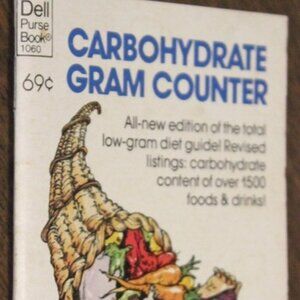 Dell
Purse
Book®
1060
69¢
CARBOHYDRATE
GRAM COUNTER
All-new edition of the total
low-gram diet guide! Revised
listings: carbohydrate
content of over 1500
foods & drinks!